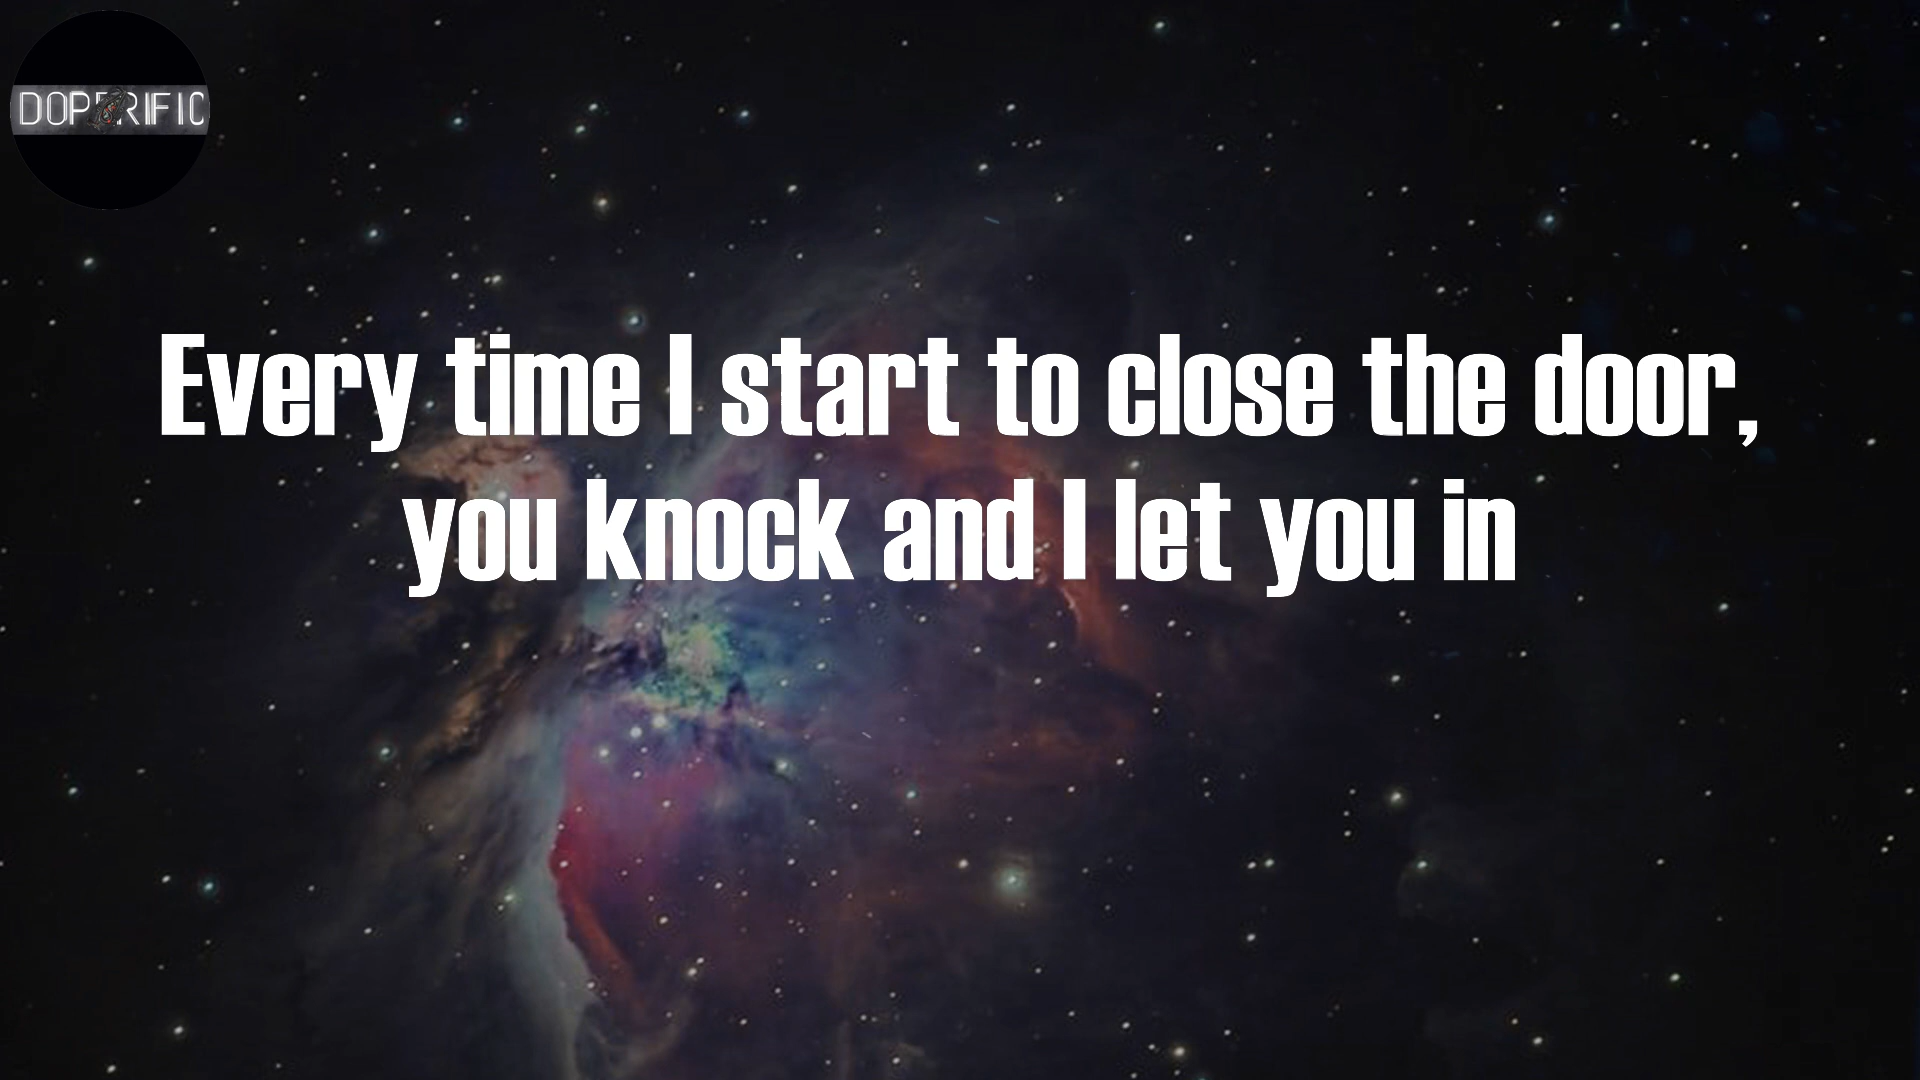 DOPERIFIC
Every time I start to close the door,
you knock and I let you in